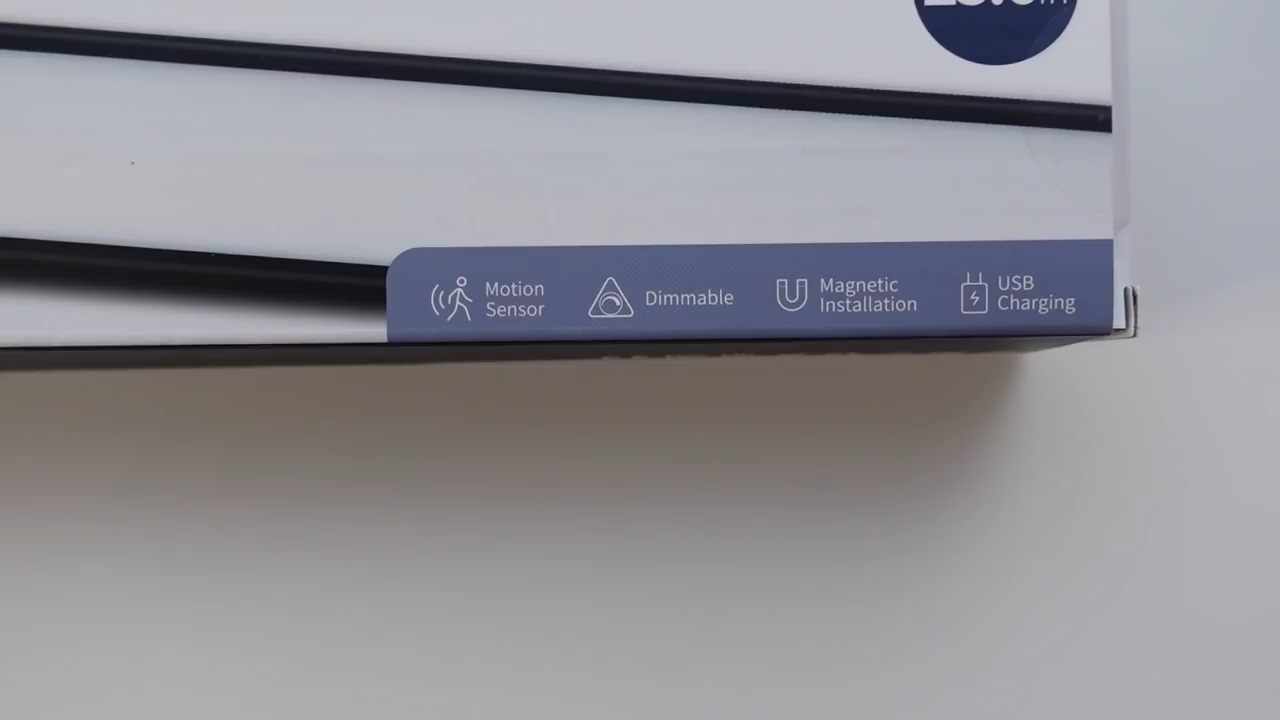 Motion
Sensor
Dimmable
Magnetic
Installation
USB
Charging